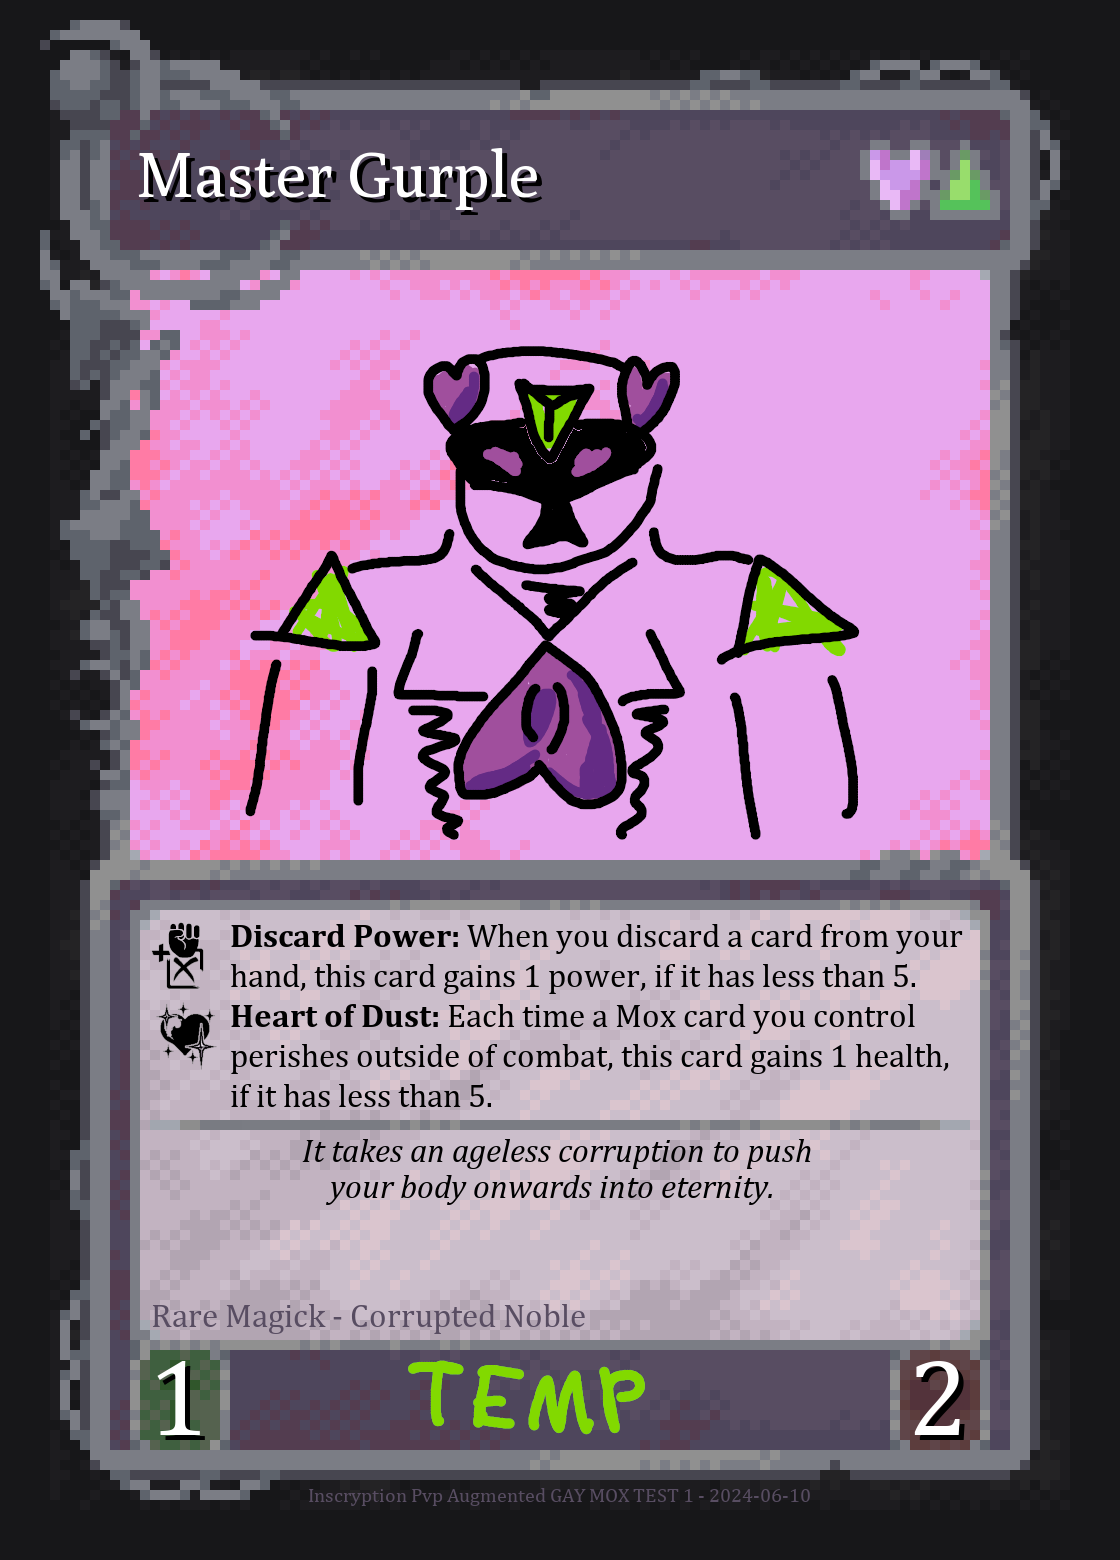 Master Gurple
Discard Power: When you discard a card from your
hand, this card gains 1 power, if it has less than 5.
Heart of Dust: Each time a Mox card you control
perishes outside of combat, this card gains 1 health,
if it has less than 5.
It takes an ageless corruption to push
your body onwards into eternity.
Rare Magick - Corrupted Noble
1 TEMP 2
Inscryption Pvp Augmented GAY MOX TEST 1 - 2024-06-10